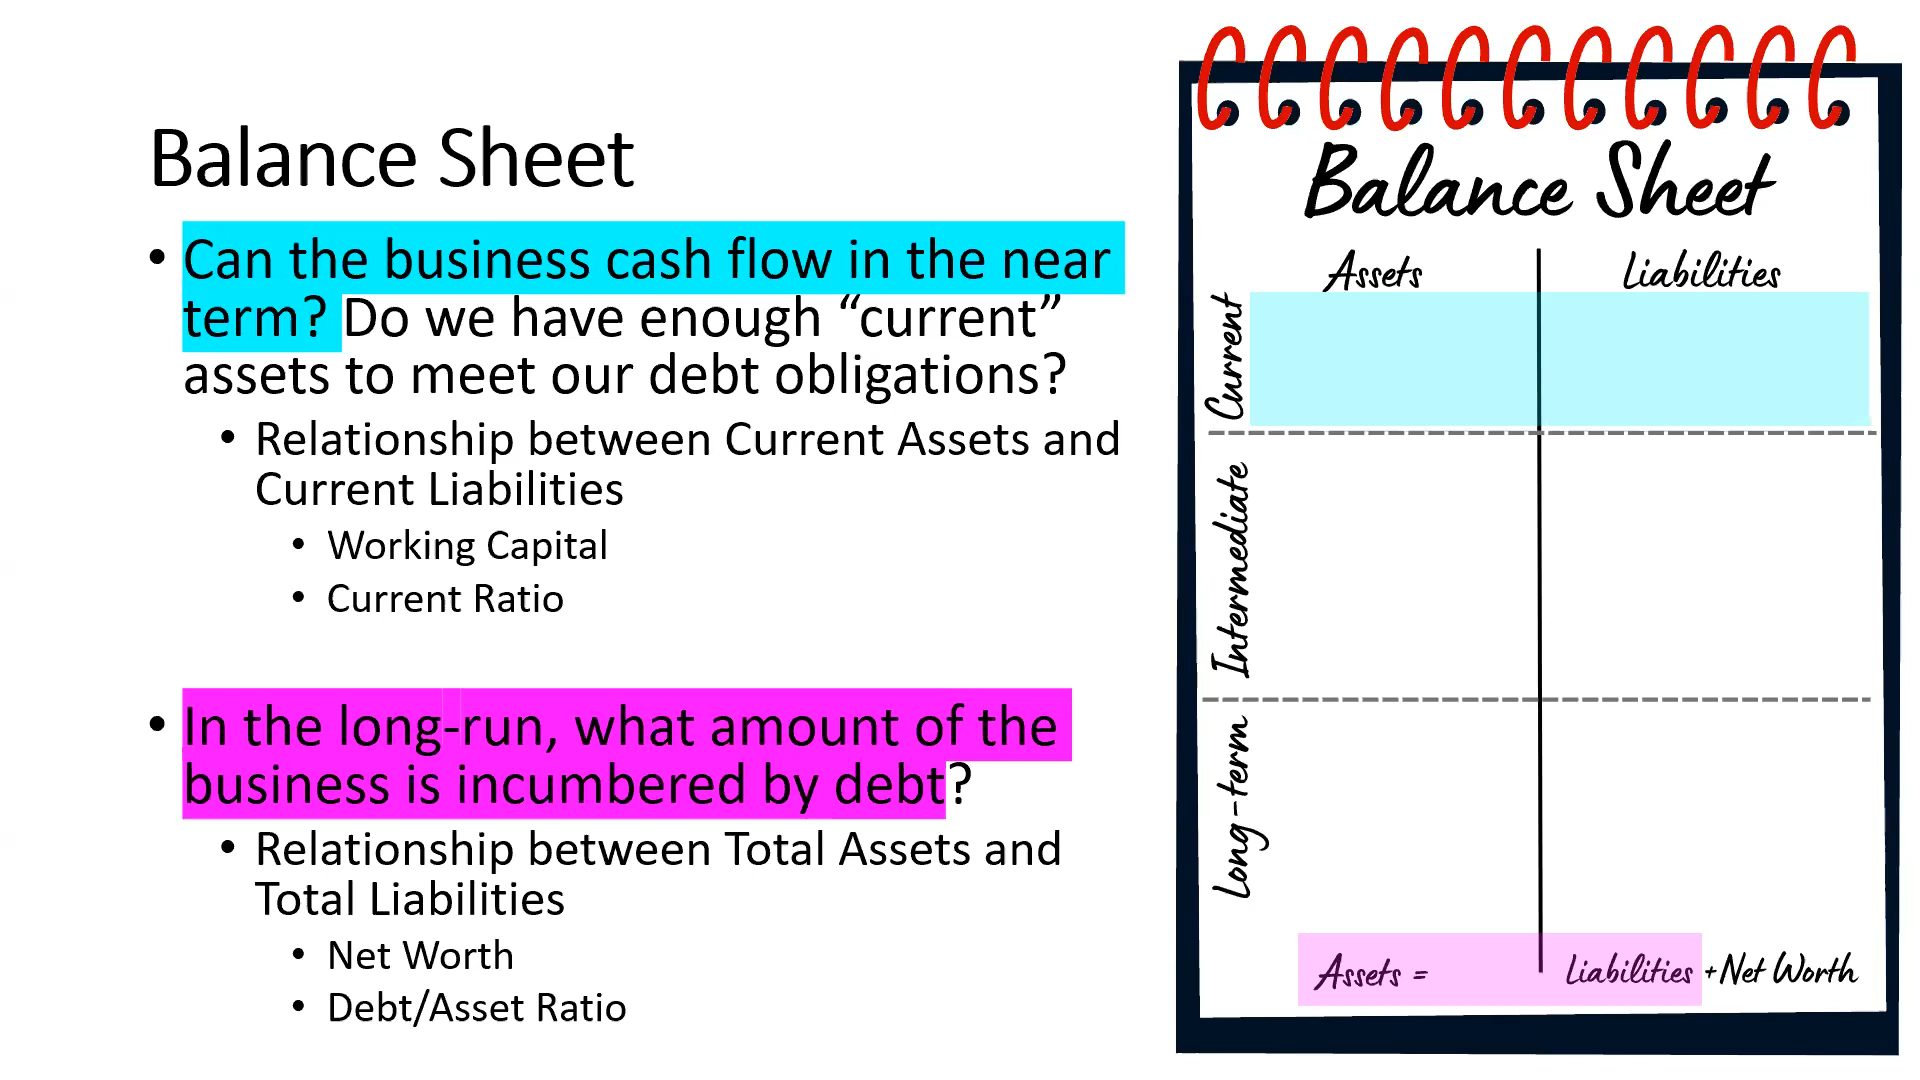 Balance Sheet
• Can the business cash flow in the near
term? Do we have enough “current”
assets to meet our debt obligations?
• Relationship between Current Assets and
Current Liabilities
• Working Capital
• Current Ratio
• In the long-run, what amount of the
business is incumbered by debt?
• Relationship between Total Assets and
Total Liabilities
• Net Worth
• Debt/Asset Ratio
Balance Sheet
Assets Liabilities
Current
Intermediate
Long-term
Assets = Liabilities +Net Worth